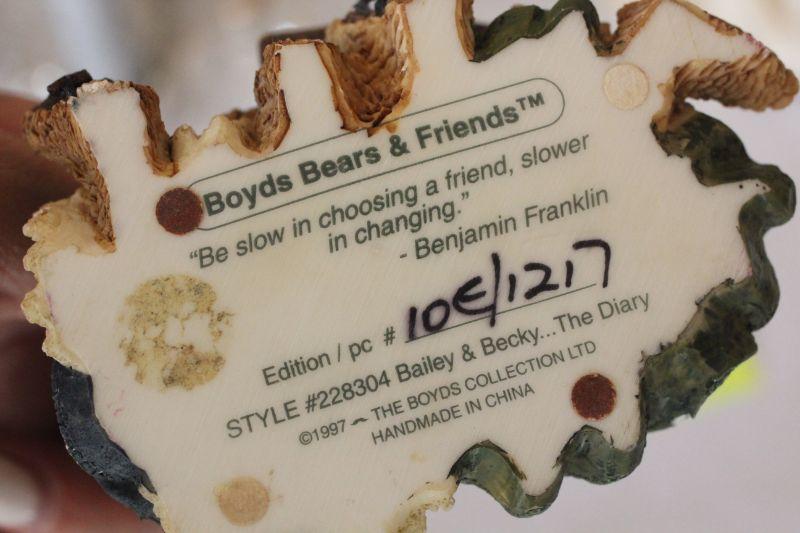 Boyds Bears & Friends™
“Be slow in choosing a friend, slower
in changing.”
- Benjamin Franklin
Edition / pc # 10E/1217
STYLE #228304 Bailey & Becky...The Diary
©1997 THE BOYDS COLLECTION LTD
HANDMADE IN CHINA